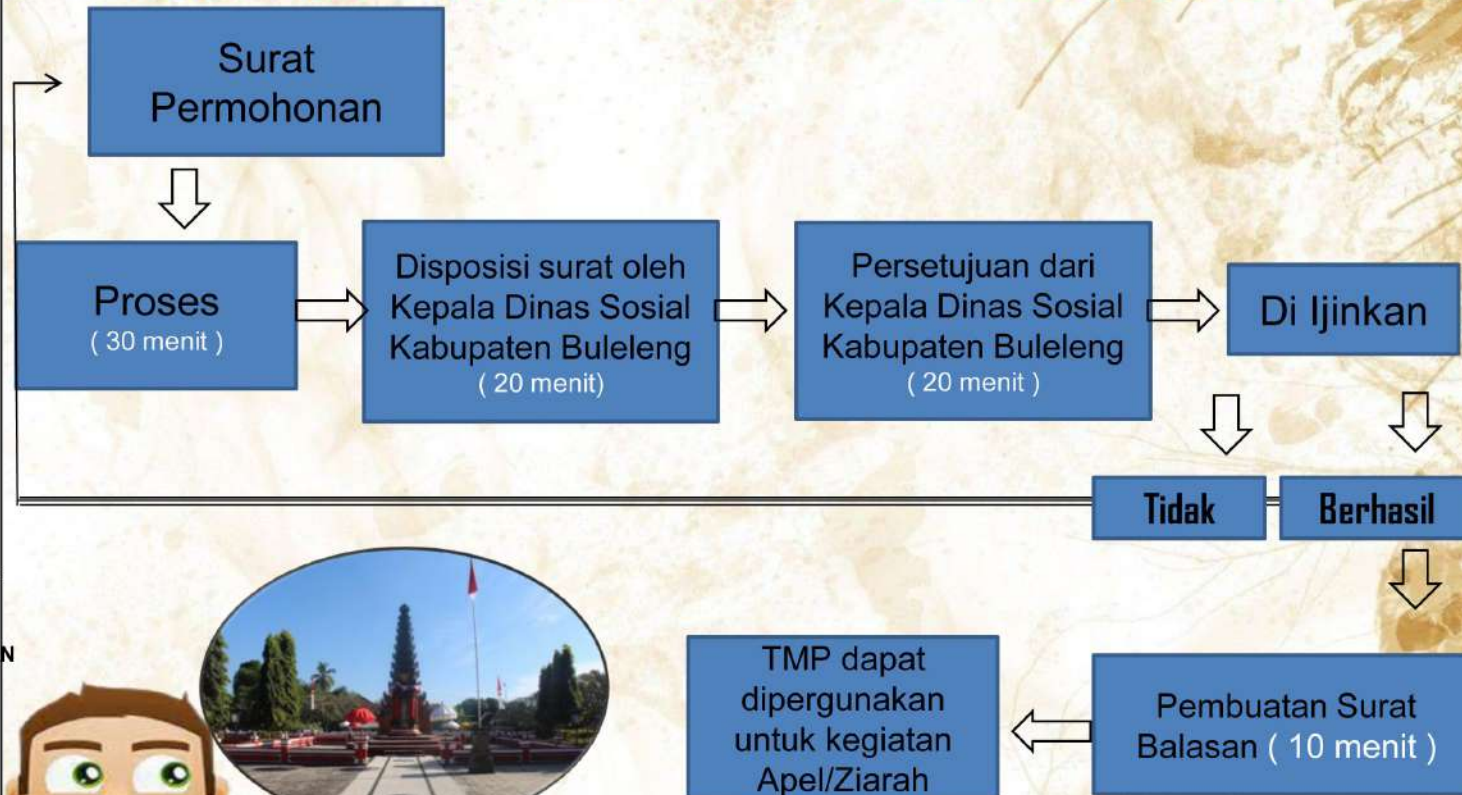 Surat
Permohonan
Proses
( 30 menit )
Disposisi surat oleh
Kepala Dinas Sosial
Kabupaten Buleleng
( 20 menit)
Persetujuan dari
Kepala Dinas Sosial
Kabupaten Buleleng
( 20 menit )
Di Ijinkan
Tidak
Berhasil
N
TMP dapat
dipergunakan
untuk kegiatan
Apel/Ziarah
Pembuatan Surat
Balasan ( 10 menit )